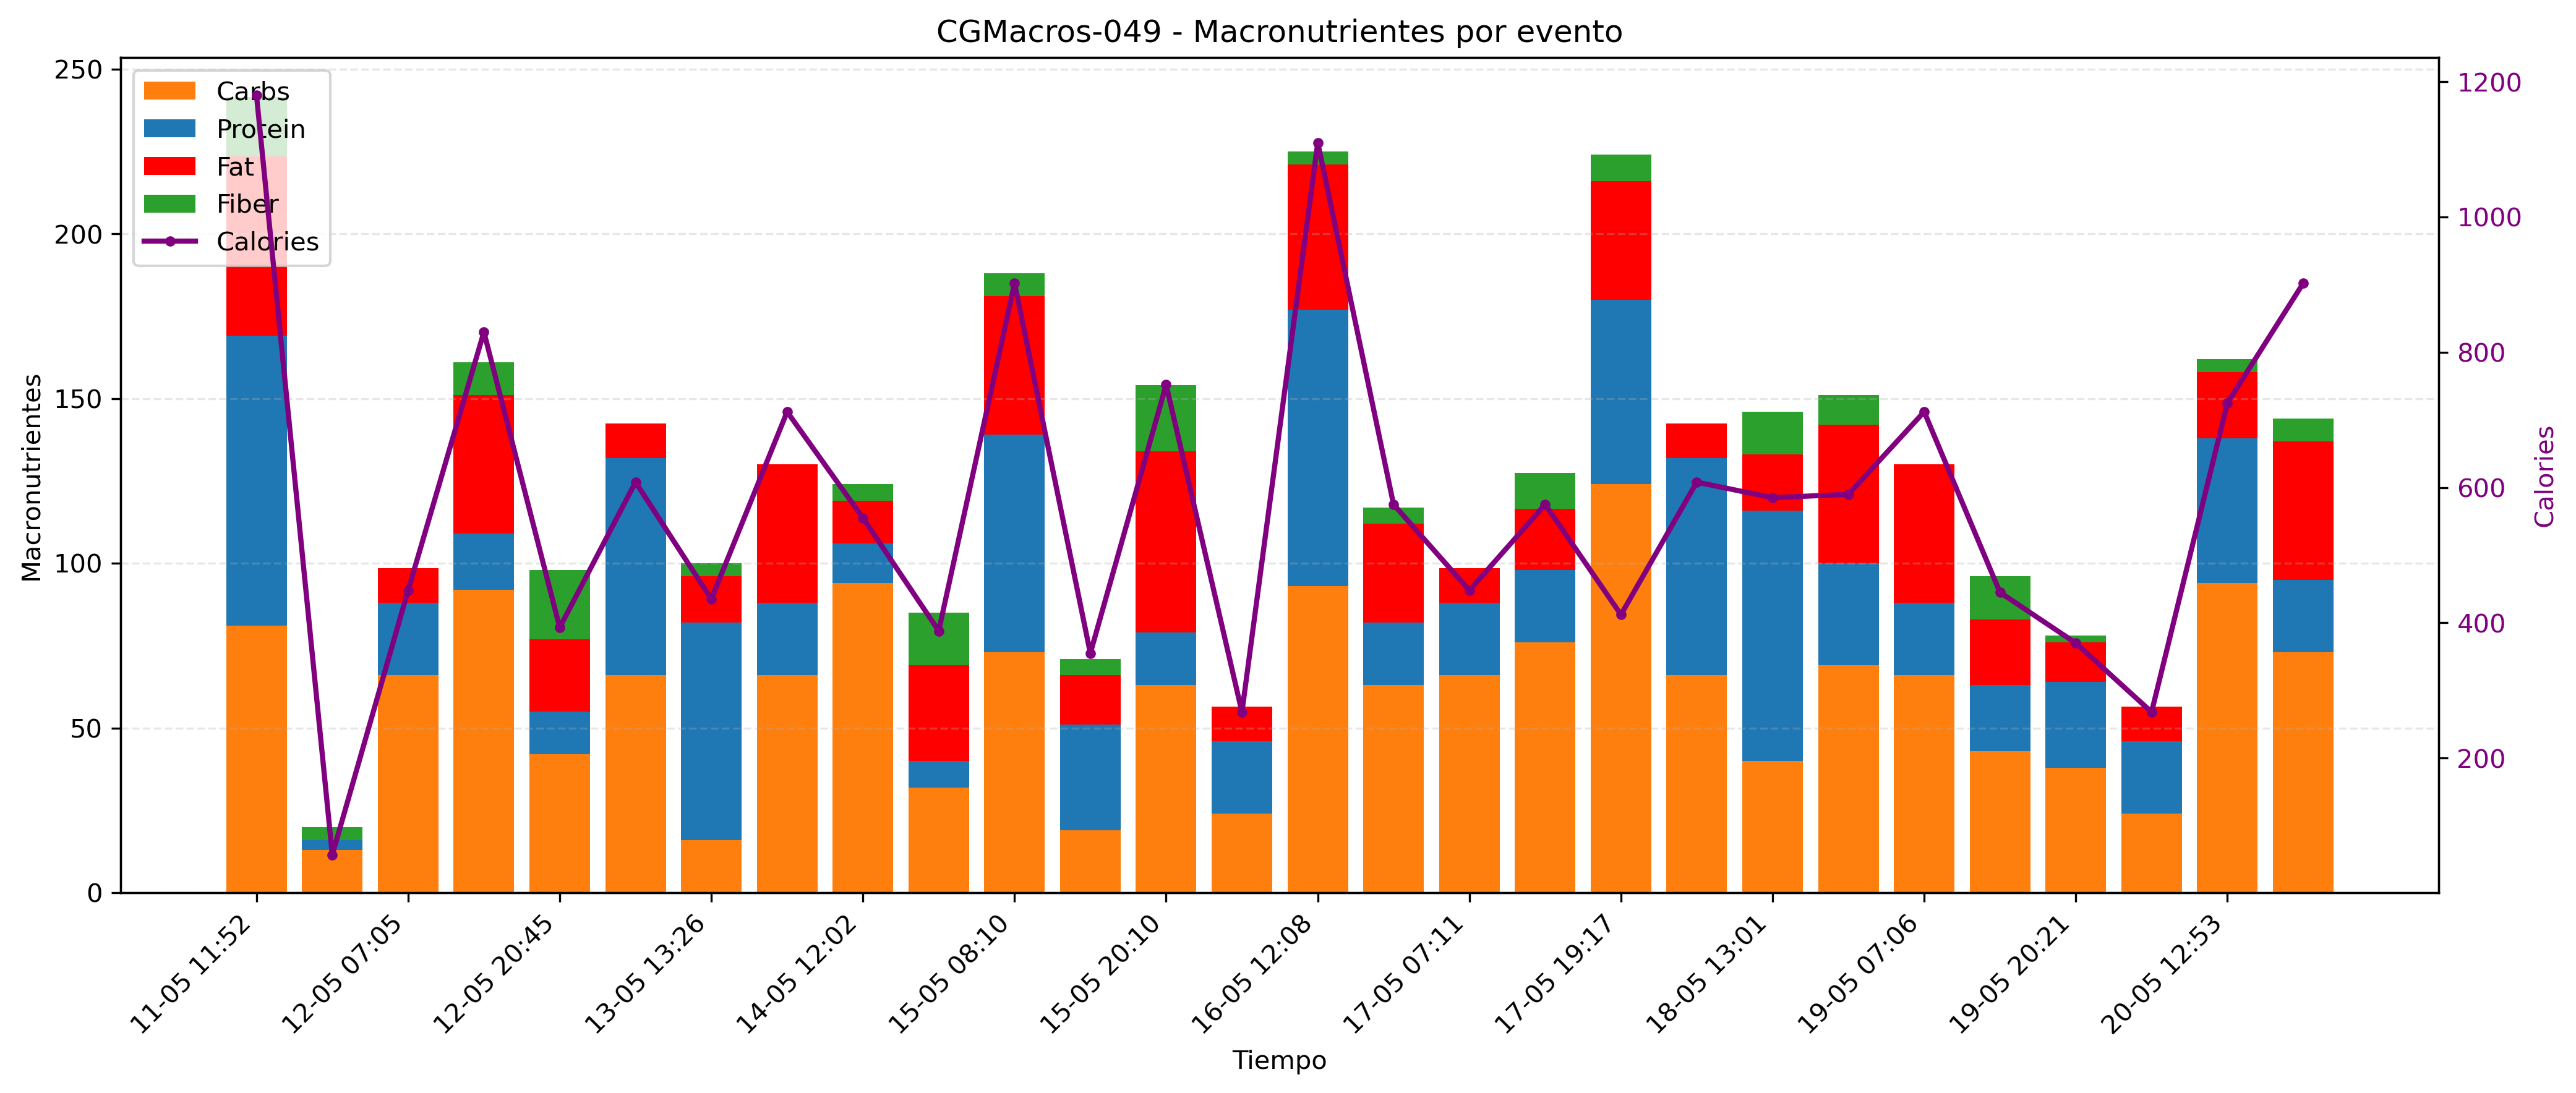 CGMacros-049 - Macronutrientes por evento
Carbs
Protein
Fat
Fiber
Calories
Macronutrientes
250
200
150
100
50
0
1200
1000
800
600
400
200
Calories
11-05 11:52
12-05 07:05
12-05 20:45
13-05 13:26
14-05 12:02
15-05 08:10
15-05 20:10
16-05 12:08
17-05 07:11
17-05 19:17
18-05 13:01
19-05 07:06
19-05 20:21
20-05 12:53
Tiempo